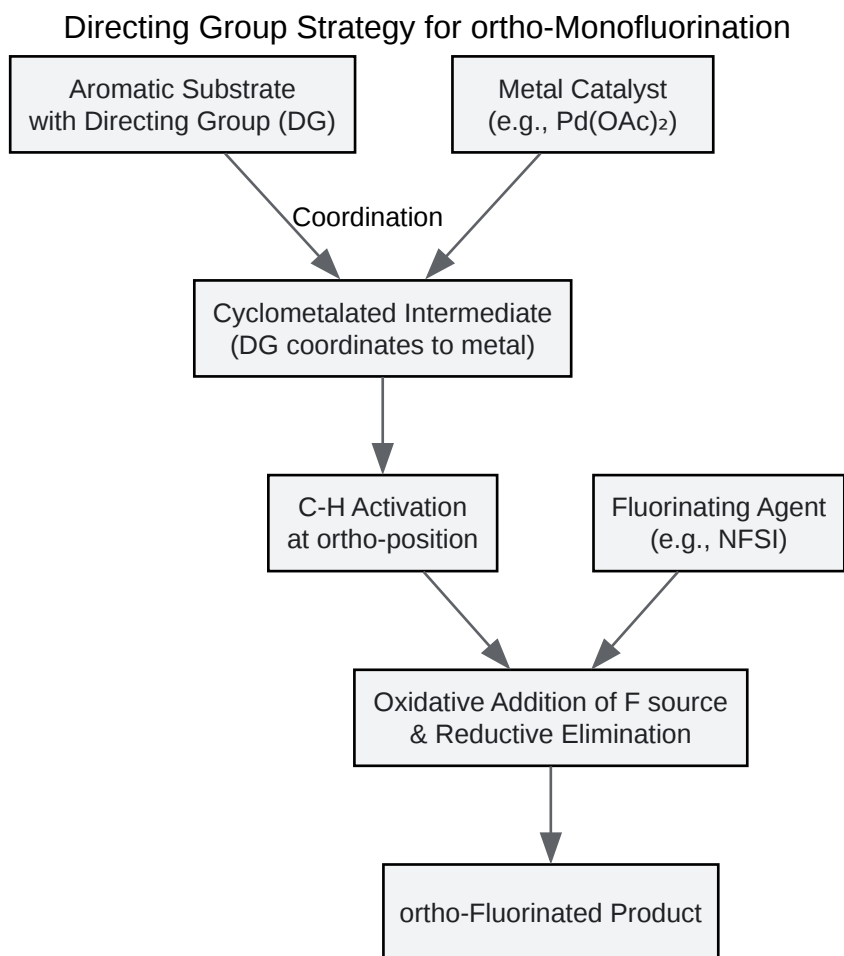 Directing Group Strategy for ortho-Monofluorination
Aromatic Substrate
with Directing Group (DG)
Metal Catalyst
(e.g., Pd(OAc)₂)
Coordination
Cyclometalated Intermediate
(DG coordinates to metal)
C-H Activation
at ortho-position
Fluorinating Agent
(e.g., NFSI)
Oxidative Addition of F source
& Reductive Elimination
ortho-Fluorinated Product